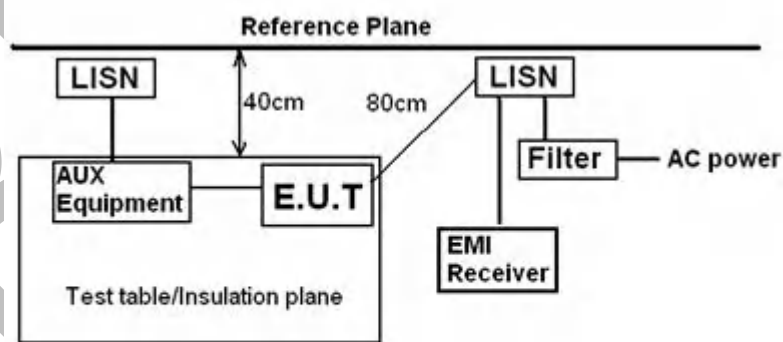 Reference Plane
LISN
40cm
80cm
LISN
Filter
AC power
AUX
Equipment
E.U.T
EMI
Receiver
Test table/Insulation plane